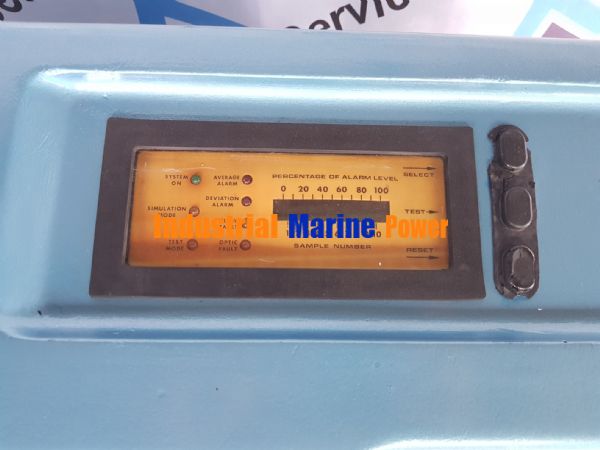 service
SYSTEM
ON
AVERAGE
ALARM
PERCENTAGE OF ALARM LEVEL
SELECT
0 20 40 60 80 100
DEVIATION
ALARM
SIMULATION
MODE
TEST
Industrial Marine Power
SAMPLE NUMBER
TEST
MODE
OPTIC
FAULT
RESET